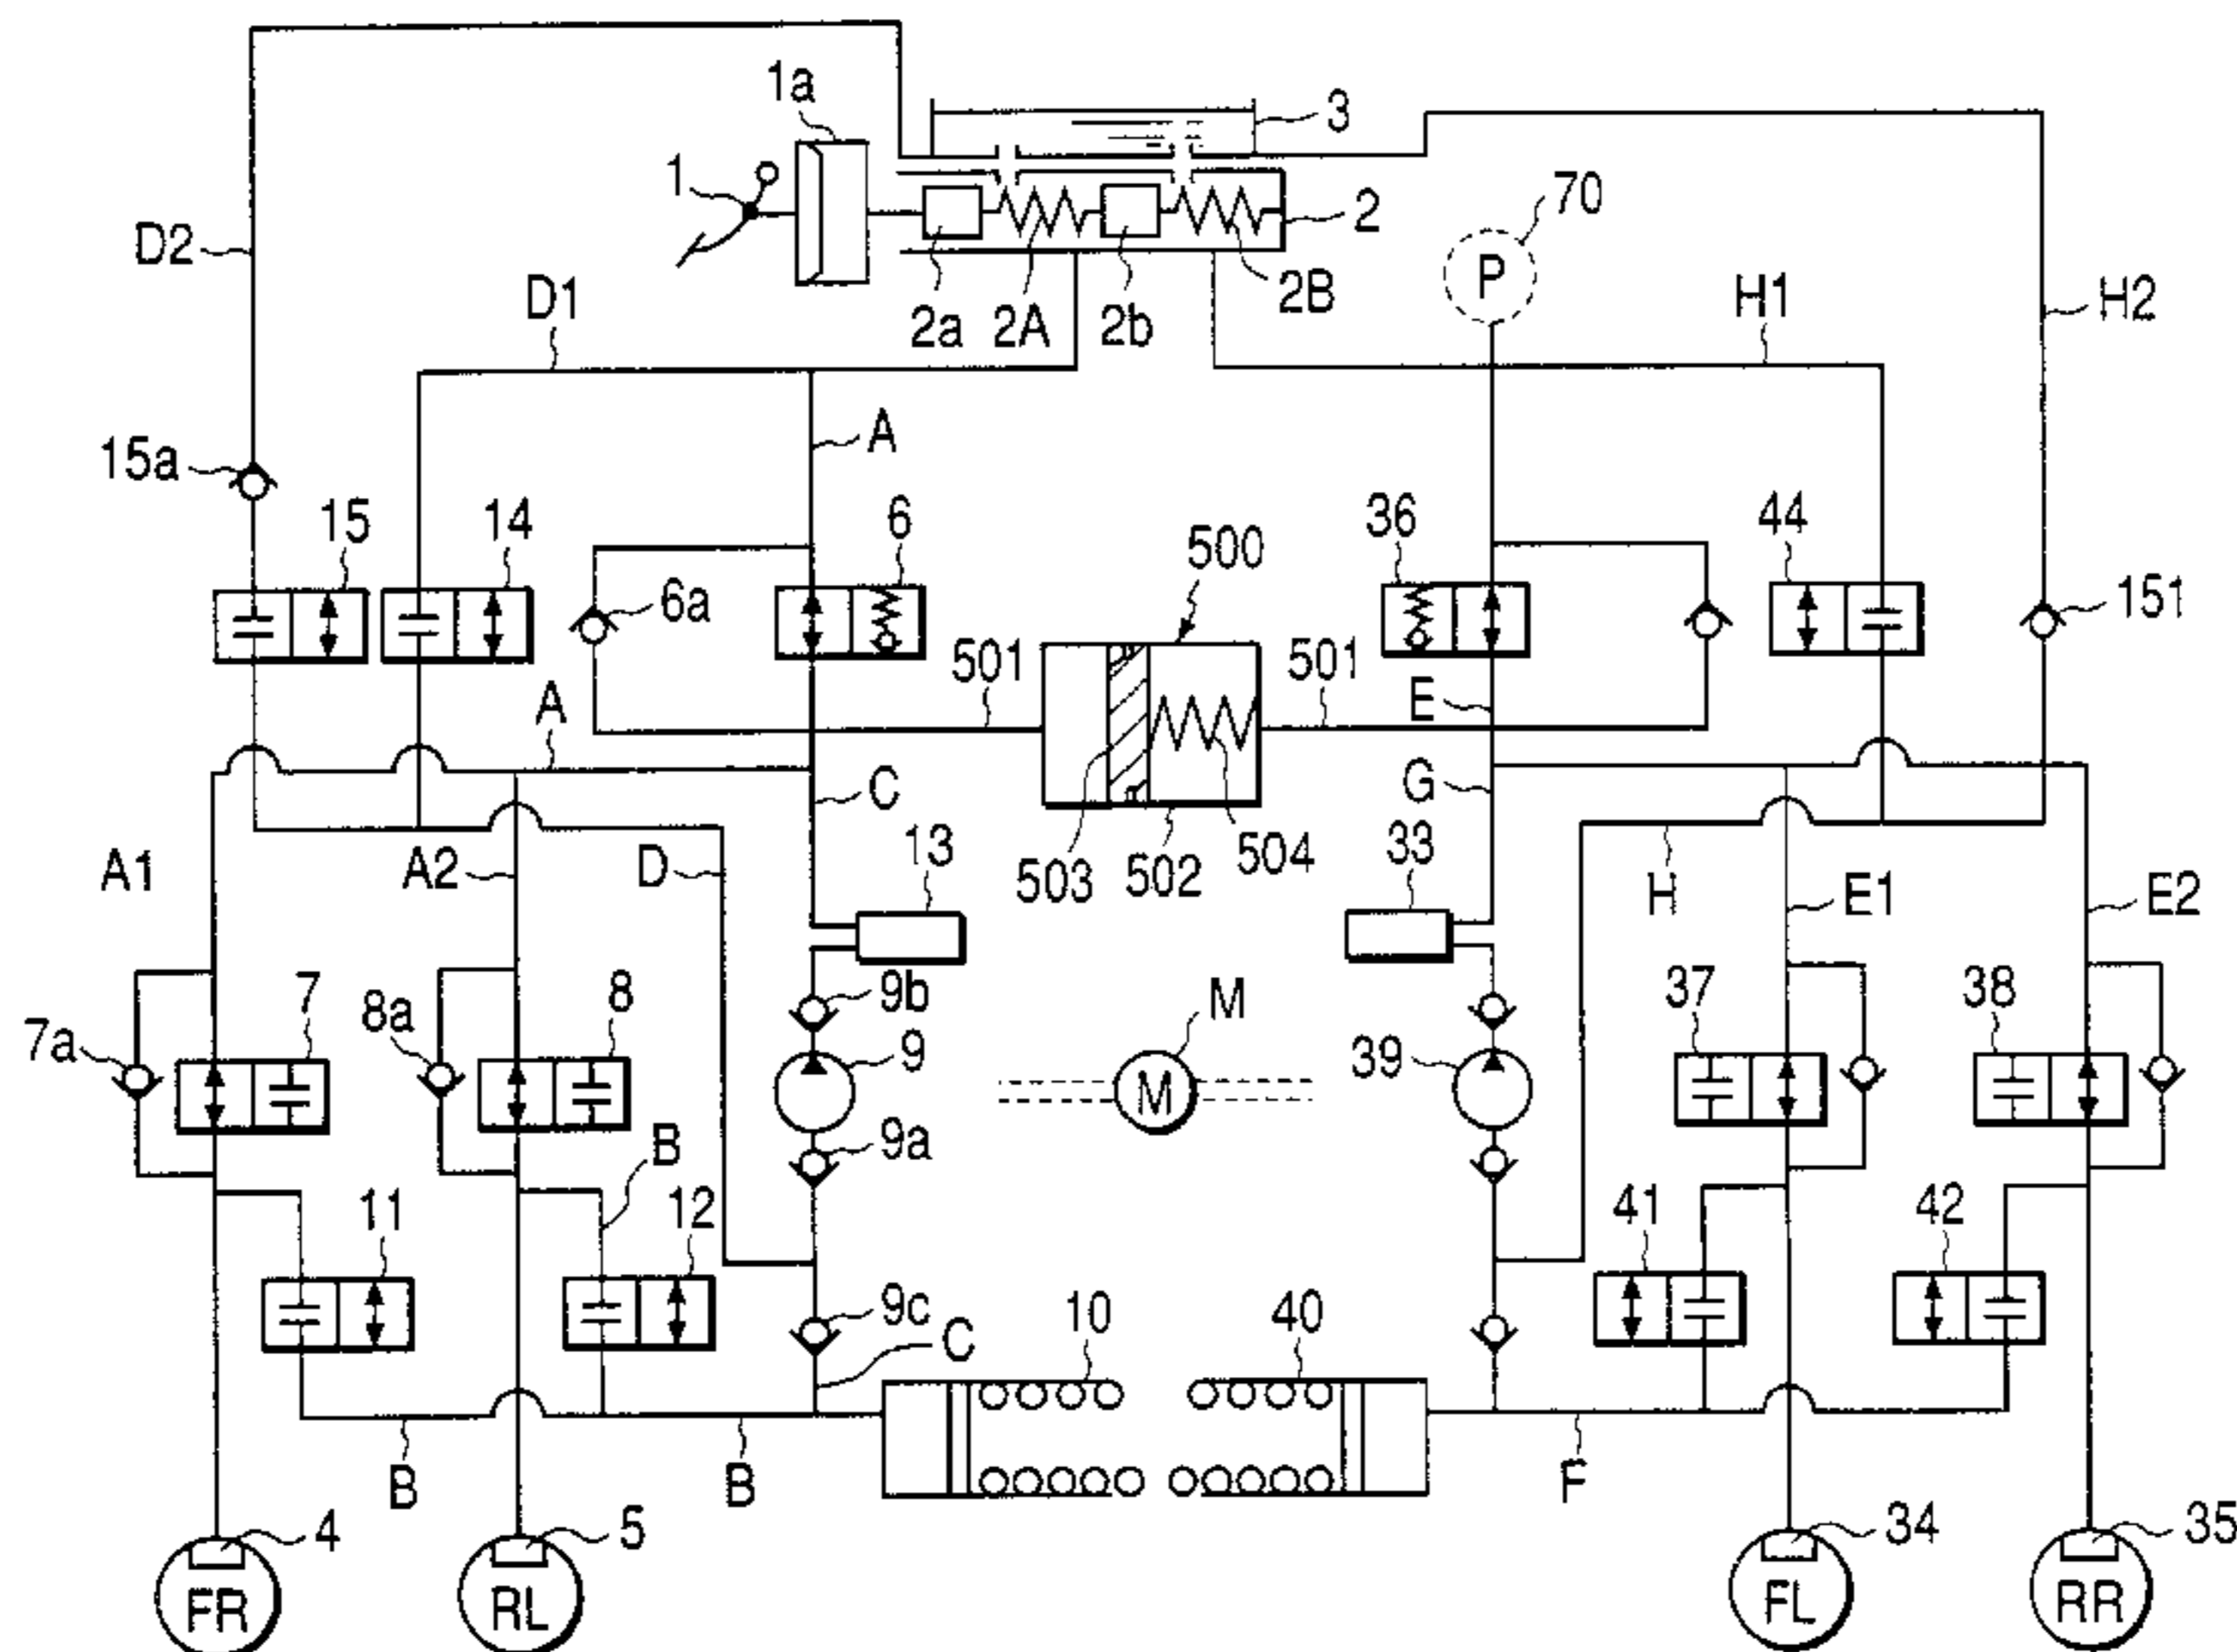 1a
3
1
70
D2
P
2
D1
2a
2A
2b
2B
H1
H2
A
15a
15
14
6
500
36
44
6a
151
501
501
A
E
C
G
13
503
502
504
33
A1
A2
D
H
E1
E2
9b
M
7
8
37
38
7a
8a
9
M
39
9a
B
11
12
41
42
9c
10
40
C
B
B
F
4
5
34
35
FR
RL
FL
RR